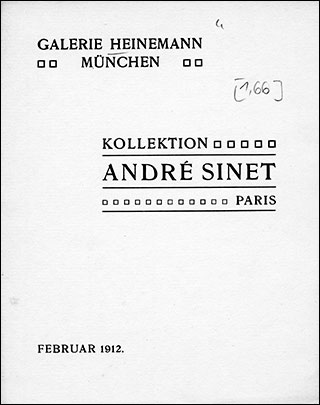 GALERIE HEINEMANN
MÜNCHEN
[1,66]
KOLLEKTION
ANDRÉ SINET
PARIS
FEBRUAR 1912.